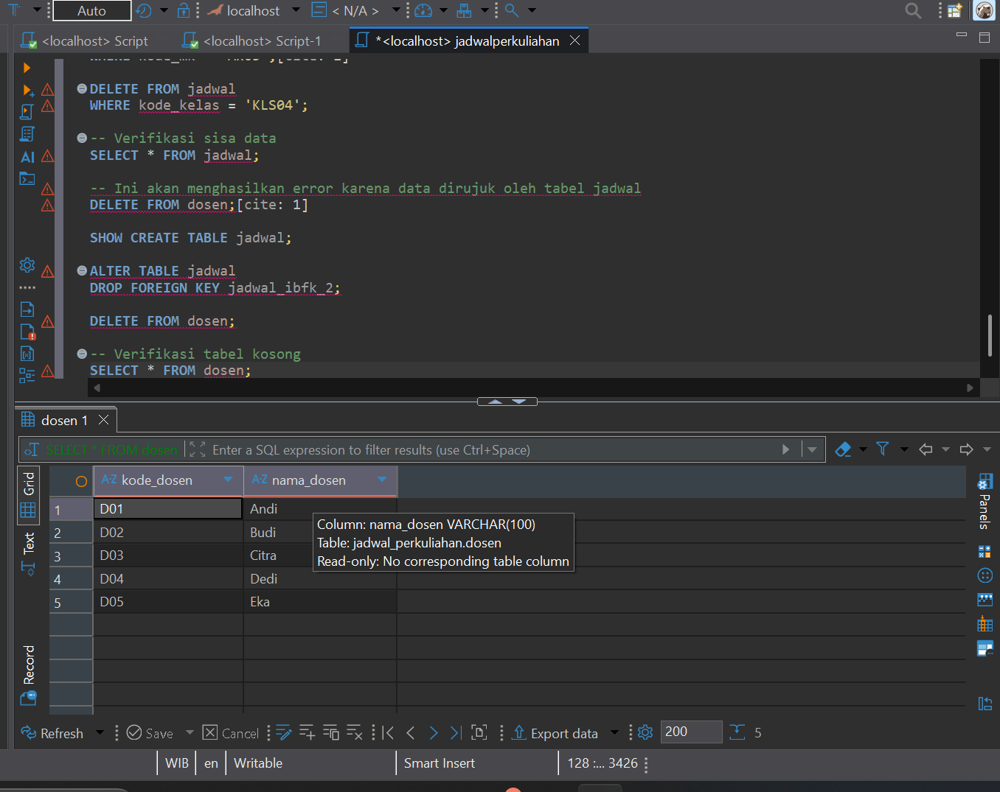 Auto
localhost
< N/A >
<localhost> Script
<localhost> Script-1
*<localhost> jadwalperkuliahan
DELETE FROM jadwal
WHERE kode_kelas = 'KLS04';
-- Verifikasi sisa data
SELECT * FROM jadwal;
-- Ini akan menghasilkan error karena data dirujuk oleh tabel jadwal
DELETE FROM dosen;[cite: 1]
SHOW CREATE TABLE jadwal;
ALTER TABLE jadwal
DROP FOREIGN KEY jadwal_ibfk_2;
DELETE FROM dosen;
-- Verifikasi tabel kosong
SELECT * FROM dosen;
AI
dosen 1
SELECT * FROM dosen
Enter a SQL expression to filter results (use Ctrl+Space)
Grid
Text
Record
A-Z kode_dosen
A-Z nama_dosen
1 D01 Andi
2 D02 Budi
3 D03 Citra
4 D04 Dedi
5 D05 Eka
Column: nama_dosen VARCHAR(100)
Table: jadwal_perkuliahan.dosen
Read-only: No corresponding table column
Panels
Refresh
Save
Cancel
Export data
200
5
WIB
en
Writable
Smart Insert
128 :... 3426